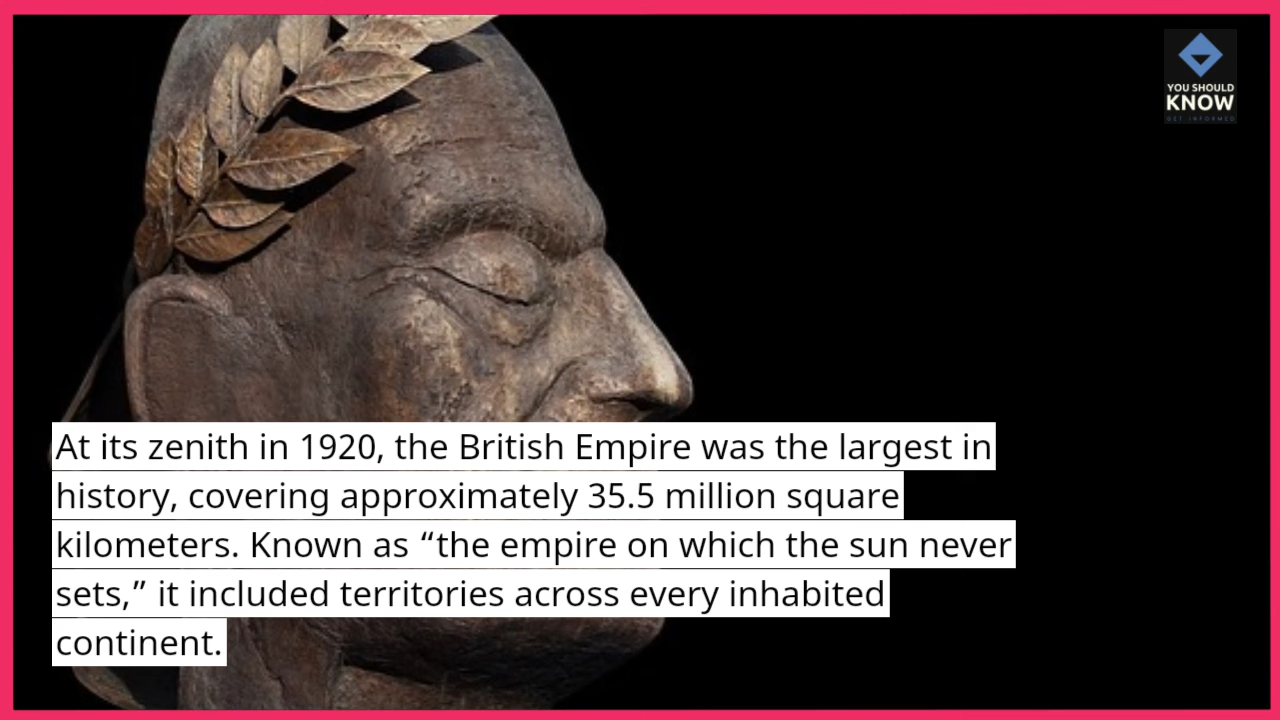 YOU SHOULD
KNOW
GET INFORMED
At its zenith in 1920, the British Empire was the largest in
history, covering approximately 35.5 million square
kilometers. Known as “the empire on which the sun never
sets,” it included territories across every inhabited
continent.